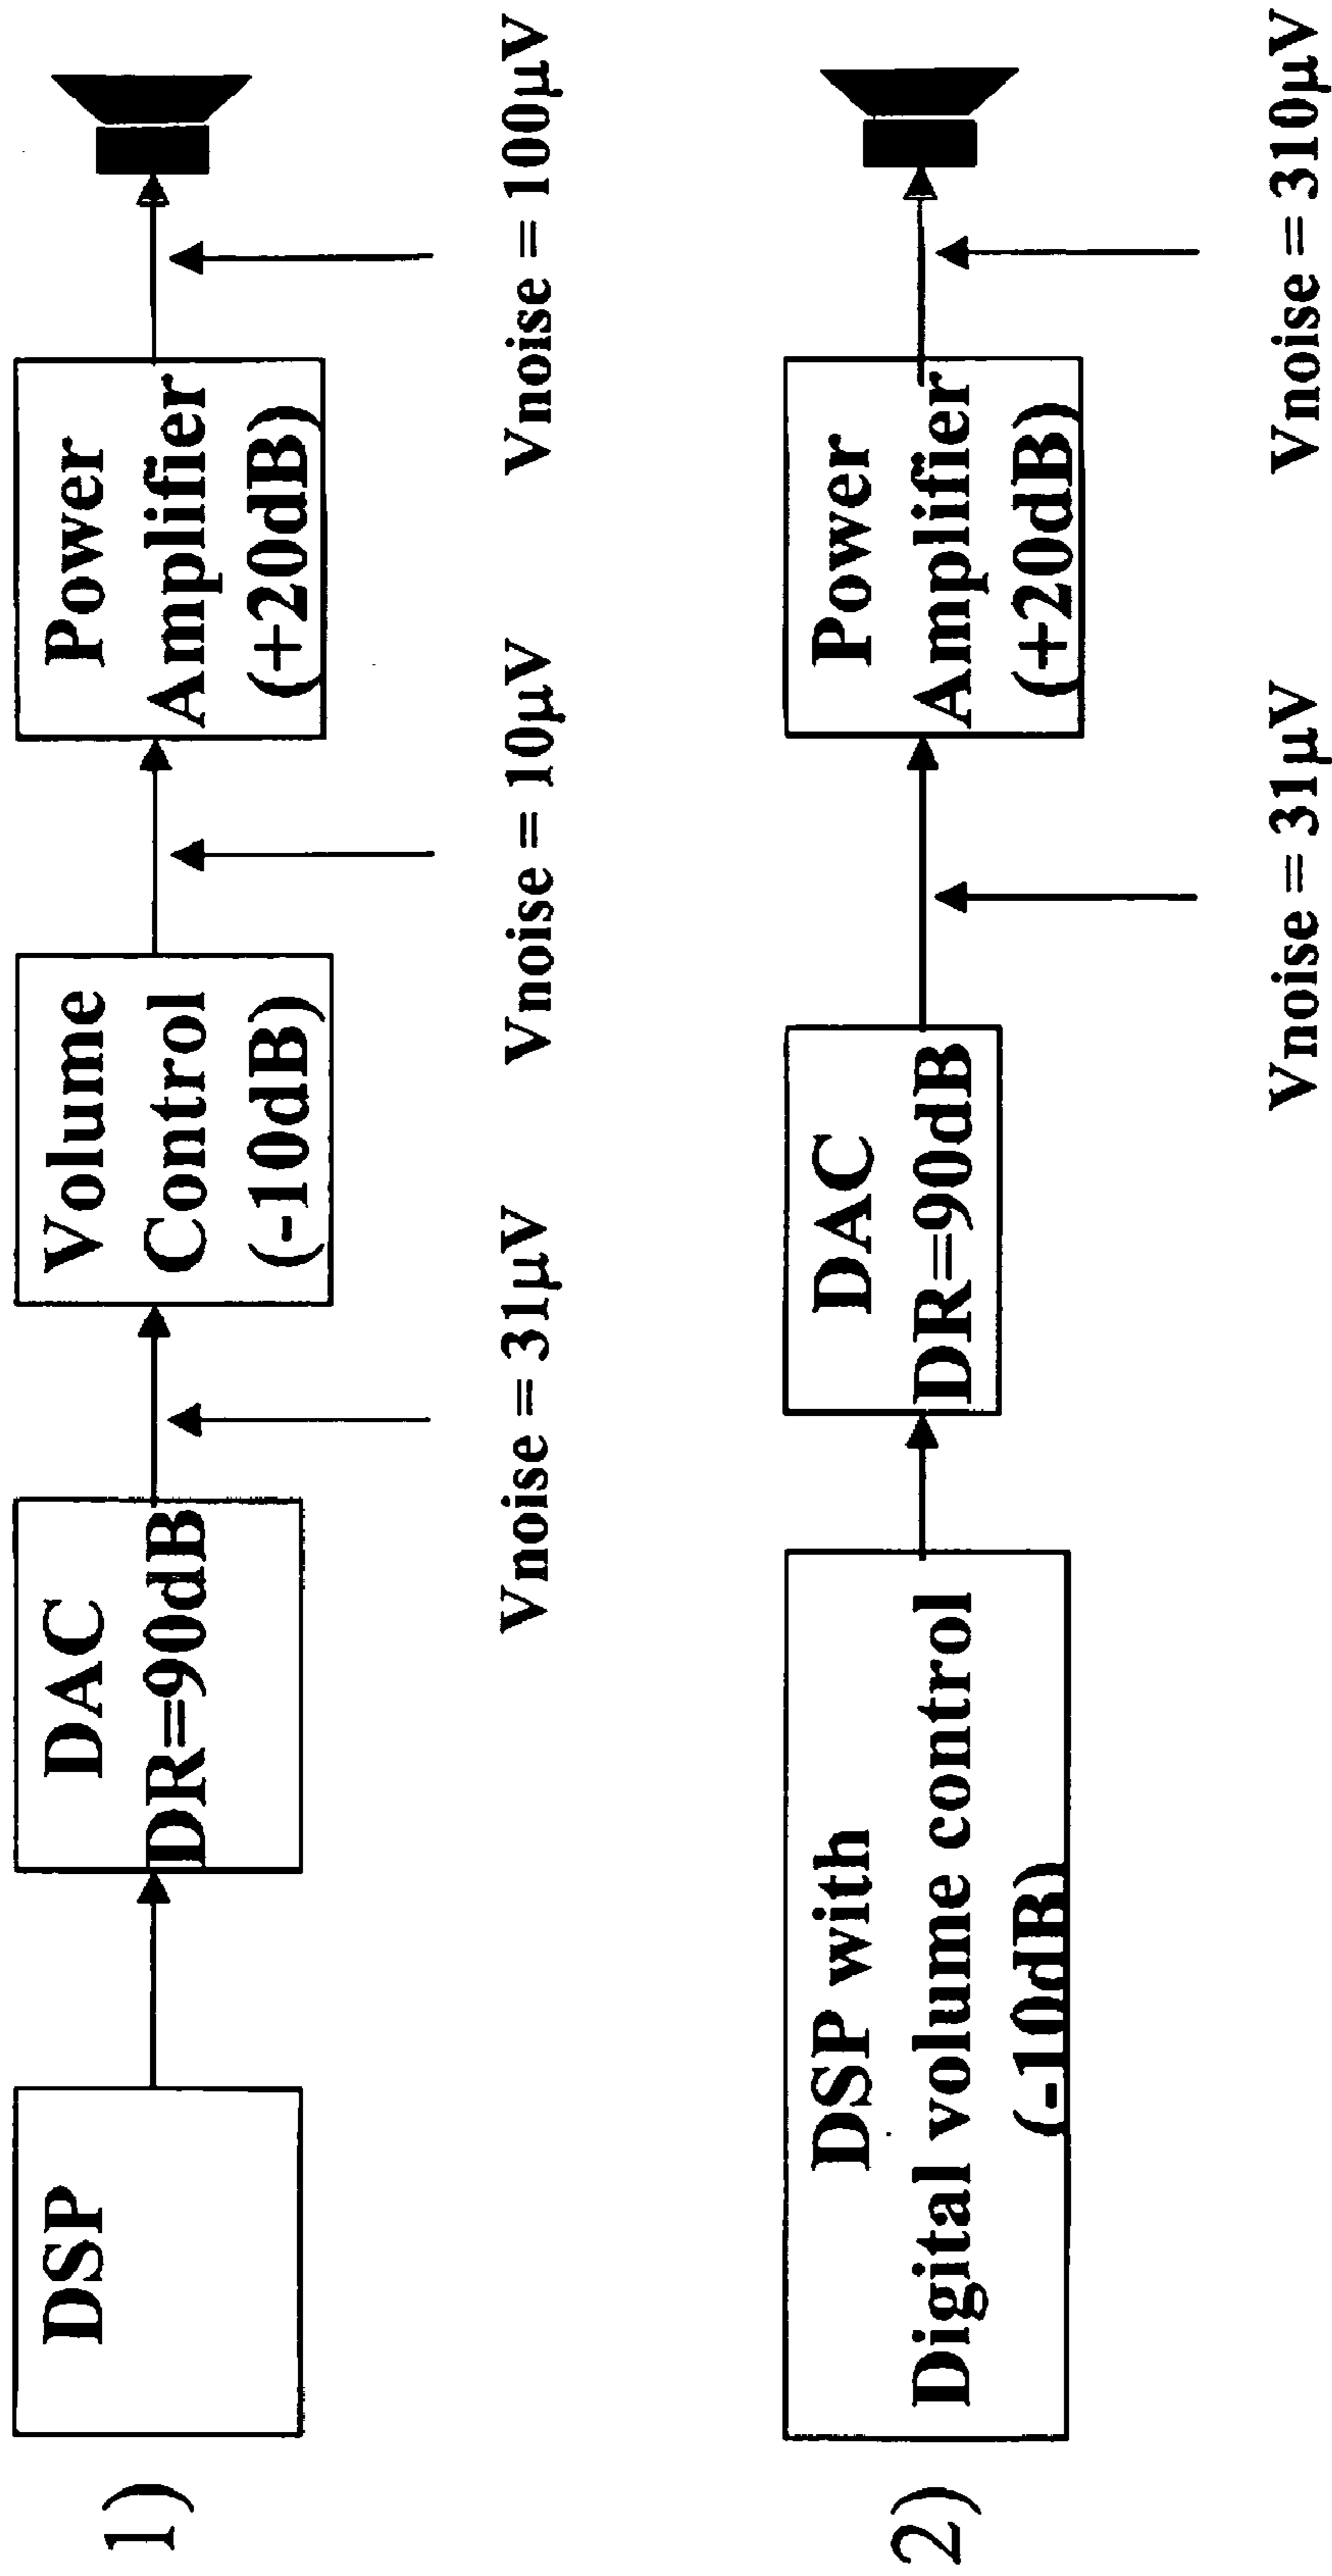 1)
DSP
DAC
DR=90dB
Volume
Control
(-10dB)
Power
Amplifier
(+20dB)
Vnoise = 31µV
Vnoise = 10µV
Vnoise = 100µV
2)
DSP with
Digital volume control
(-10dB)
DAC
DR=90dB
Power
Amplifier
(+20dB)
Vnoise = 31µV
Vnoise = 310µV